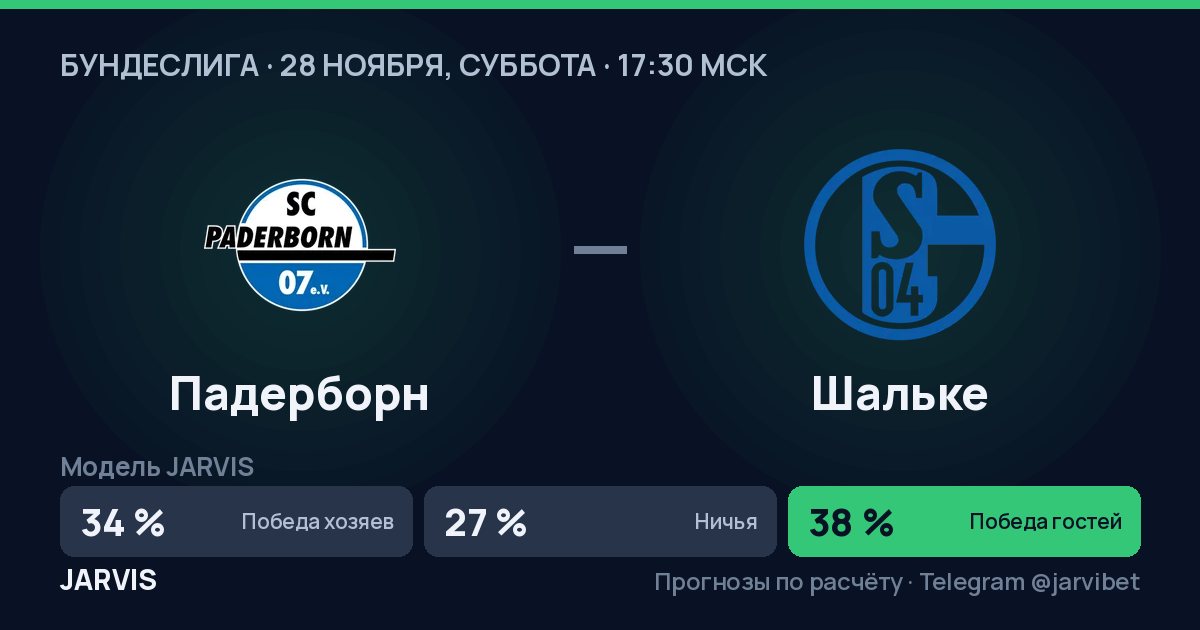 БУНДЕСЛИГА · 28 НОЯБРЯ, СУББОТА · 17:30 МСК
SC
PADERBORN
07 e.V.
S
04
Падерборн
Шальке
Модель JARVIS
34 % Победа хозяев
27 % Ничья
38 % Победа гостей
JARVIS
Прогнозы по расчёту · Telegram @jarvibet